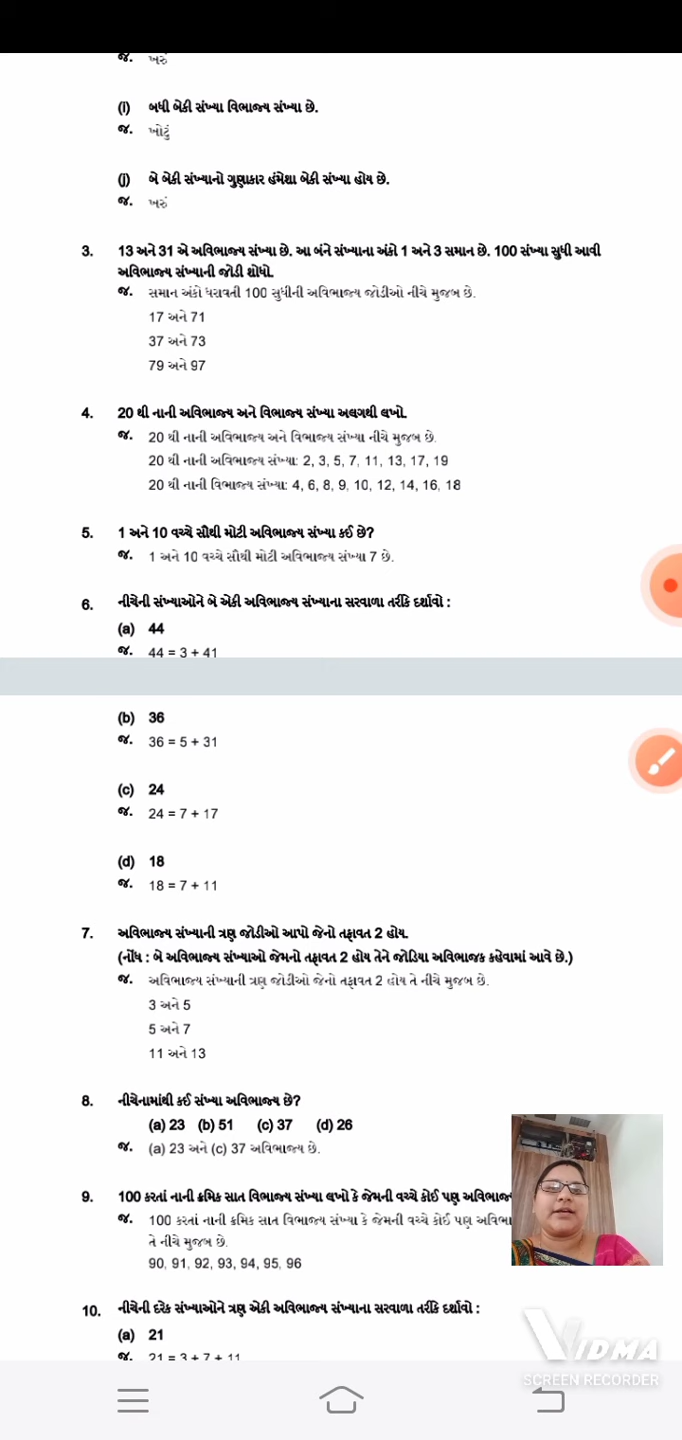 જ. ખરું
(i) બધી બેકી સંખ્યા વિભાજ્ય સંખ્યા છે.
જ. ખોટું
(j) બે બેકી સંખ્યાનો ગુણાકાર હંમેશા બેકી સંખ્યા હોય છે.
જ. ખરું
3. 13 અને 31 એ અવિભાજ્ય સંખ્યા છે. આ બંને સંખ્યાના અંકો 1 અને 3 સમાન છે. 100 સંખ્યા સુધી આવી
અવિભાજ્ય સંખ્યાની જોડી શોધો.
જ. સમાન અંકો ધરાવતી 100 સુધીની અવિભાજ્ય જોડીઓ નીચે મુજબ છે.
17 અને 71
37 અને 73
79 અને 97
4. 20 થી નાની અવિભાજ્ય અને વિભાજ્ય સંખ્યા અલગથી લખો.
જ. 20 થી નાની અવિભાજ્ય અને વિભાજ્ય સંખ્યા નીચે મુજબ છે.
20 થી નાની અવિભાજ્ય સંખ્યા: 2, 3, 5, 7, 11, 13, 17, 19
20 થી નાની વિભાજ્ય સંખ્યા: 4, 6, 8, 9, 10, 12, 14, 16, 18
5. 1 અને 10 વચ્ચે સૌથી મોટી અવિભાજ્ય સંખ્યા કઈ છે?
જ. 1 અને 10 વચ્ચે સૌથી મોટી અવિભાજ્ય સંખ્યા 7 છે.
6. નીચેની સંખ્યાઓને બે એકી અવિભાજ્ય સંખ્યાના સરવાળા તરીકે દર્શાવો :
(a) 44
જ. 44 = 3 + 41
(b) 36
જ. 36 = 5 + 31
(c) 24
જ. 24 = 7 + 17
(d) 18
જ. 18 = 7 + 11
7. અવિભાજ્ય સંખ્યાની ત્રણ જોડીઓ આપો જેનો તફાવત 2 હોય.
(નોંધ : બે અવિભાજ્ય સંખ્યાઓ જેમનો તફાવત 2 હોય તેને જોડિયા અવિભાજક કહેવામાં આવે છે.)
જ. અવિભાજ્ય સંખ્યાની ત્રણ જોડીઓ જેનો તફાવત 2 હોય તે નીચે મુજબ છે.
3 અને 5
5 અને 7
11 અને 13
8. નીચેનામાંથી કઈ સંખ્યા અવિભાજ્ય છે?
(a) 23 (b) 51 (c) 37 (d) 26
જ. (a) 23 અને (c) 37 અવિભાજ્ય છે.
9. 100 કરતાં નાની ક્રમિક સાત વિભાજ્ય સંખ્યા લખો કે જેમની વચ્ચે કોઈ પણ અવિભાજ્
જ. 100 કરતાં નાની ક્રમિક સાત વિભાજ્ય સંખ્યા કે જેમની વચ્ચે કોઈ પણ અવિભા
તે નીચે મુજબ છે.
90, 91, 92, 93, 94, 95, 96
10. નીચેની દરેક સંખ્યાઓને ત્રણ એકી અવિભાજ્ય સંખ્યાના સરવાળા તરીકે દર્શાવો :
(a) 21
જ. 21 = 3 + 7 + 11
VIDMA
SCREEN RECORDER